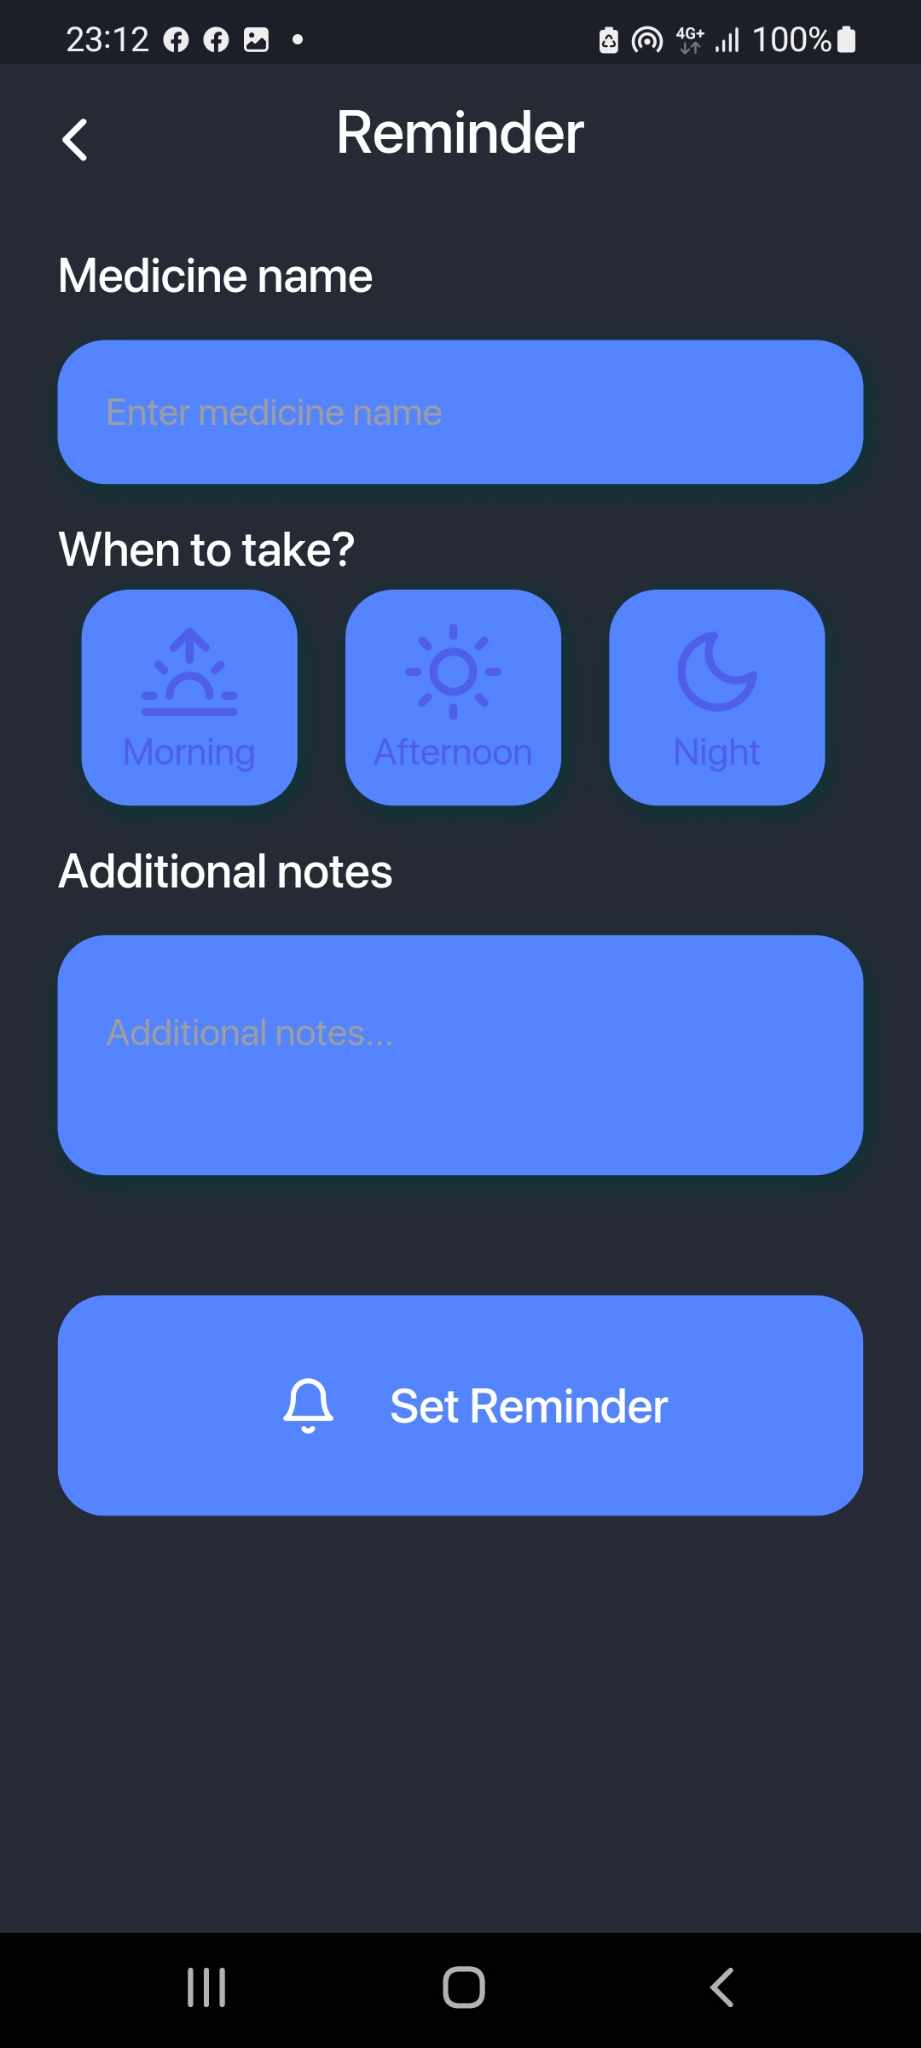 23:12
4G+
100%
Reminder
Medicine name
Enter medicine name
When to take?
Morning Afternoon Night
Additional notes
Additional notes...
Set Reminder